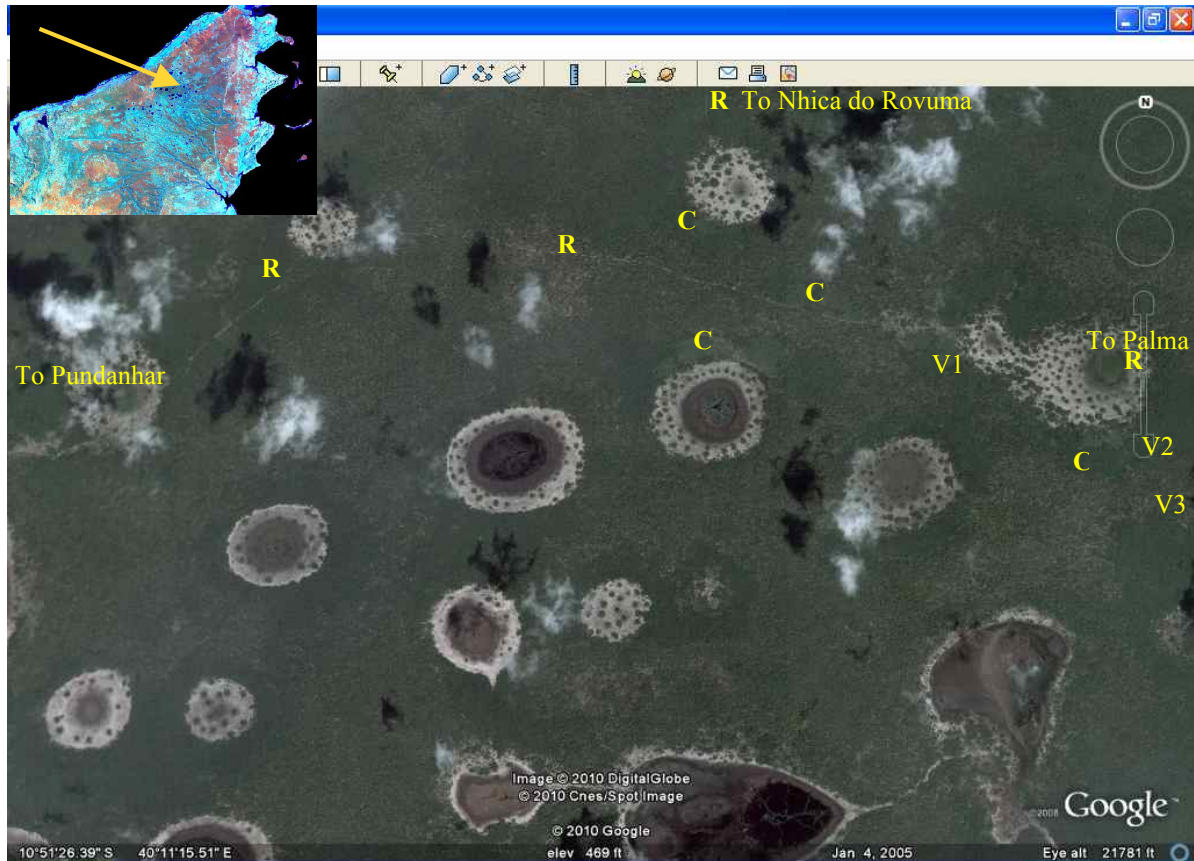 N
R To Nhica do Rovuma
C
R
R
C
C
To Palma
R
V1
To Pundanhar
C
V2
V3
Image © 2010 DigitalGlobe
© 2010 Cnes/Spot Image
© 2010 Google
©2008 Google™
10°51'26.39" S 40°11'15.51" E elev 469 ft Jan 4, 2005 Eye alt 21781 ft